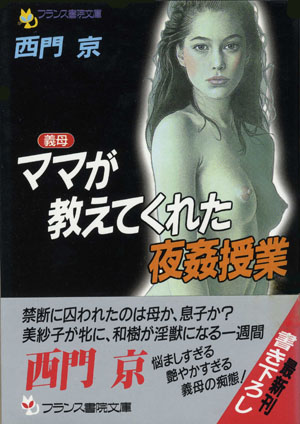 フランス書院文庫
西門 京
義母
ママが
教えてくれた
夜姦授業
禁断に囚われたのは母か、息子か?
美紗子が牝に、和樹が淫獣になる一週間
西門 京
悩ましすぎる
艶やかすぎる
義母の痴態!
最新刊
書き下ろし
フランス書院文庫